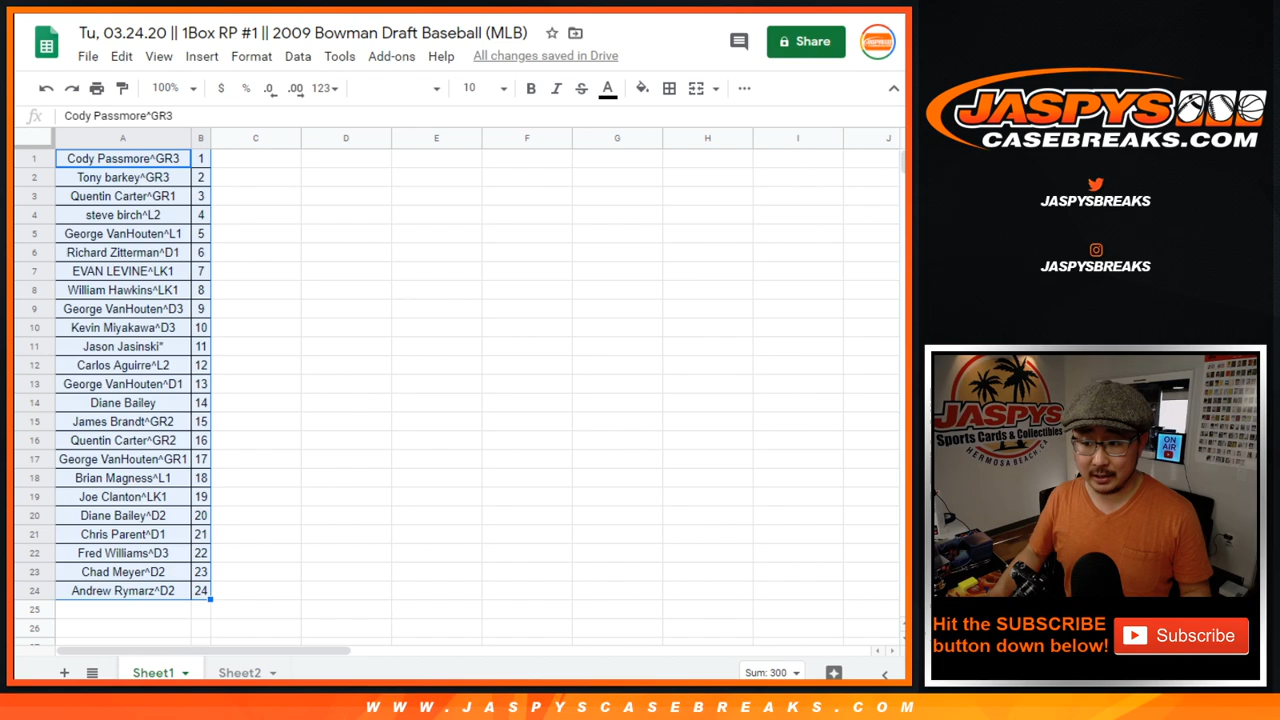 Tu, 03.24.20 || 1Box RP #1 || 2009 Bowman Draft Baseball (MLB)
Share
File Edit View Insert Format Data Tools Add-ons Help All changes saved in Drive
100% $ % .0 .00 123 10 B I S A
fx Cody Passmore^GR3
A B C D E F G H I J
1 Cody Passmore^GR3 1
2 Tony barkey^GR3 2
3 Quentin Carter^GR1 3
4 steve birch^L2 4
5 George VanHouten^L1 5
6 Richard Zitterman^D1 6
7 EVAN LEVINE^LK1 7
8 William Hawkins^LK1 8
9 George VanHouten^D3 9
10 Kevin Miyakawa^D3 10
11 Jason Jasinski" 11
12 Carlos Aguirre^L2 12
13 George VanHouten^D1 13
14 Diane Bailey 14
15 James Brandt^GR2 15
16 Quentin Carter^GR2 16
17 George VanHouten^GR1 17
18 Brian Magness^L1 18
19 Joe Clanton^LK1 19
20 Diane Bailey^D2 20
21 Chris Parent^D1 21
22 Fred Williams^D3 22
23 Chad Meyer^D2 23
24 Andrew Rymarz^D2 24
25
26
Sheet1 Sheet2 Sum: 300
JASPYS
CASEBREAKS.COM
JASPYSBREAKS
JASPYSBREAKS
JASPYS
Sports Cards & Collectibles
HERMOSA BEACH, CA
ON
AIR
Hit the SUBSCRIBE
button down below!
Subscribe
WWW.JASPYSCASEBREAKS.COM